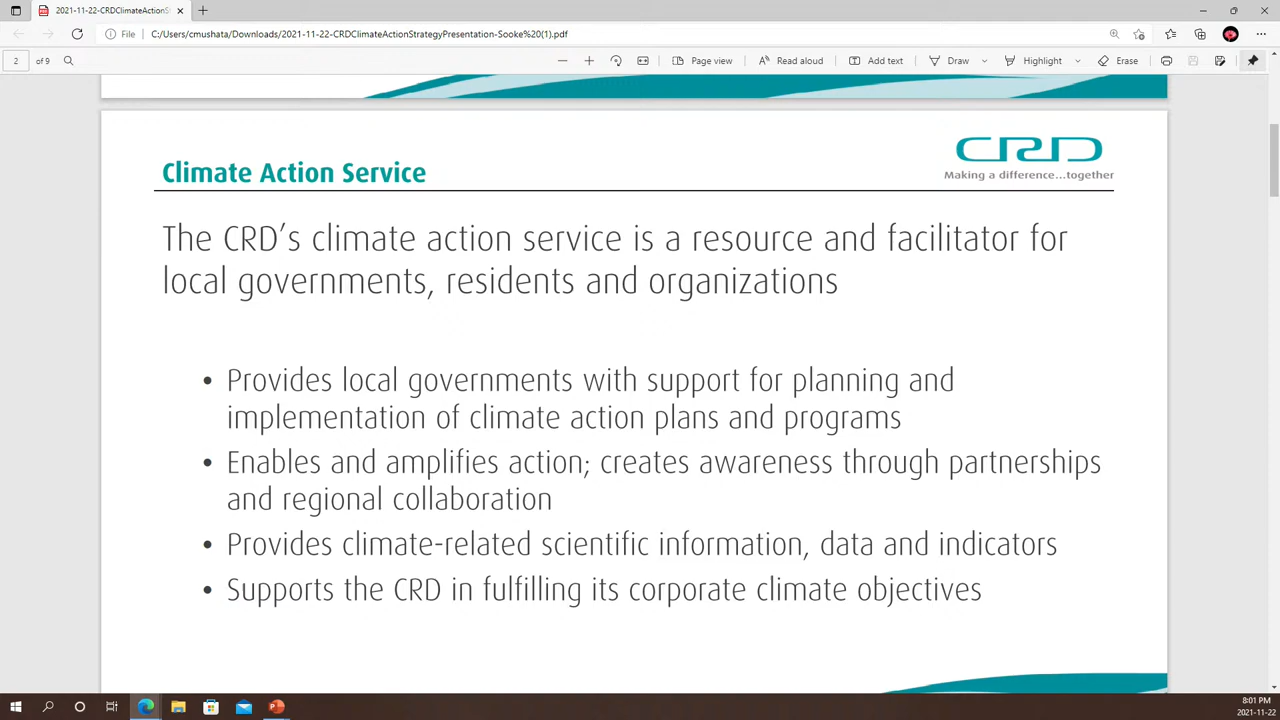 2021-11-22-CRDClimateActionS
File C:/Users/cmushata/Downloads/2021-11-22-CRDClimateActionStrategyPresentation-Sooke%20(1).pdf
2 of 9 Page view Read aloud Add text Draw Highlight Erase
CRD
Making a difference...together
Climate Action Service
The CRD's climate action service is a resource and facilitator for
local governments, residents and organizations
• Provides local governments with support for planning and
implementation of climate action plans and programs
• Enables and amplifies action; creates awareness through partnerships
and regional collaboration
• Provides climate-related scientific information, data and indicators
• Supports the CRD in fulfilling its corporate climate objectives
8:01 PM
2021-11-22